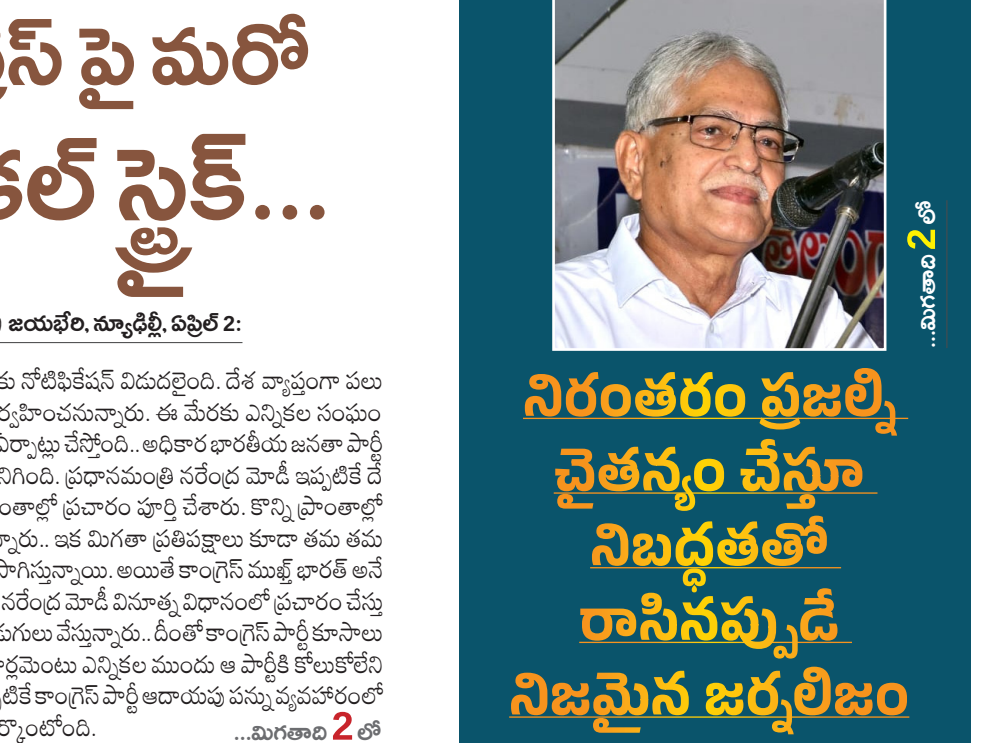 పై మరో
స్ట్రైక్...
జయభేరి, న్యూఢిల్లీ, ఏప్రిల్ 2:
కు నోటిఫికేషన్ విడుదలైంది. దేశ వ్యాప్తంగా పలు
ర్వహించనున్నారు. ఈ మేరకు ఎన్నికల సంఘం
ఏర్పాట్లు చేస్తోంది.. అధికార భారతీయ జనతా పార్టీ
నిగింది. ప్రధానమంత్రి నరేంద్ర మోడీ ఇప్పటికే దే
ంతాల్లో ప్రచారం పూర్తి చేశారు. కొన్ని ప్రాంతాల్లో
న్నారు.. ఇక మిగతా ప్రతిపక్షాలు కూడా తమ తమ
సాగిస్తున్నాయి. అయితే కాంగ్రెస్ ముఖ్త్ భారత్ అనే
నరేంద్ర మోడీ వినూత్న విధానంలో ప్రచారం చేస్తు
డుగులు వేస్తున్నారు.. దీంతో కాంగ్రెస్ పార్టీ కూసాలు
ార్లమెంటు ఎన్నికల ముందు ఆ పార్టీకి కోలుకోలేని
్పటికే కాంగ్రెస్ పార్టీ ఆదాయపు పన్ను వ్యవహారంలో
ర్కొంటోంది.
...మిగతాది 2 లో
తెలంగా
...మిగతాది 2 లో
నిరంతరం ప్రజల్ని
చైతన్యం చేస్తూ
నిబద్ధతతో
రాసినప్పుడే
నిజమైన జర్నలిజం